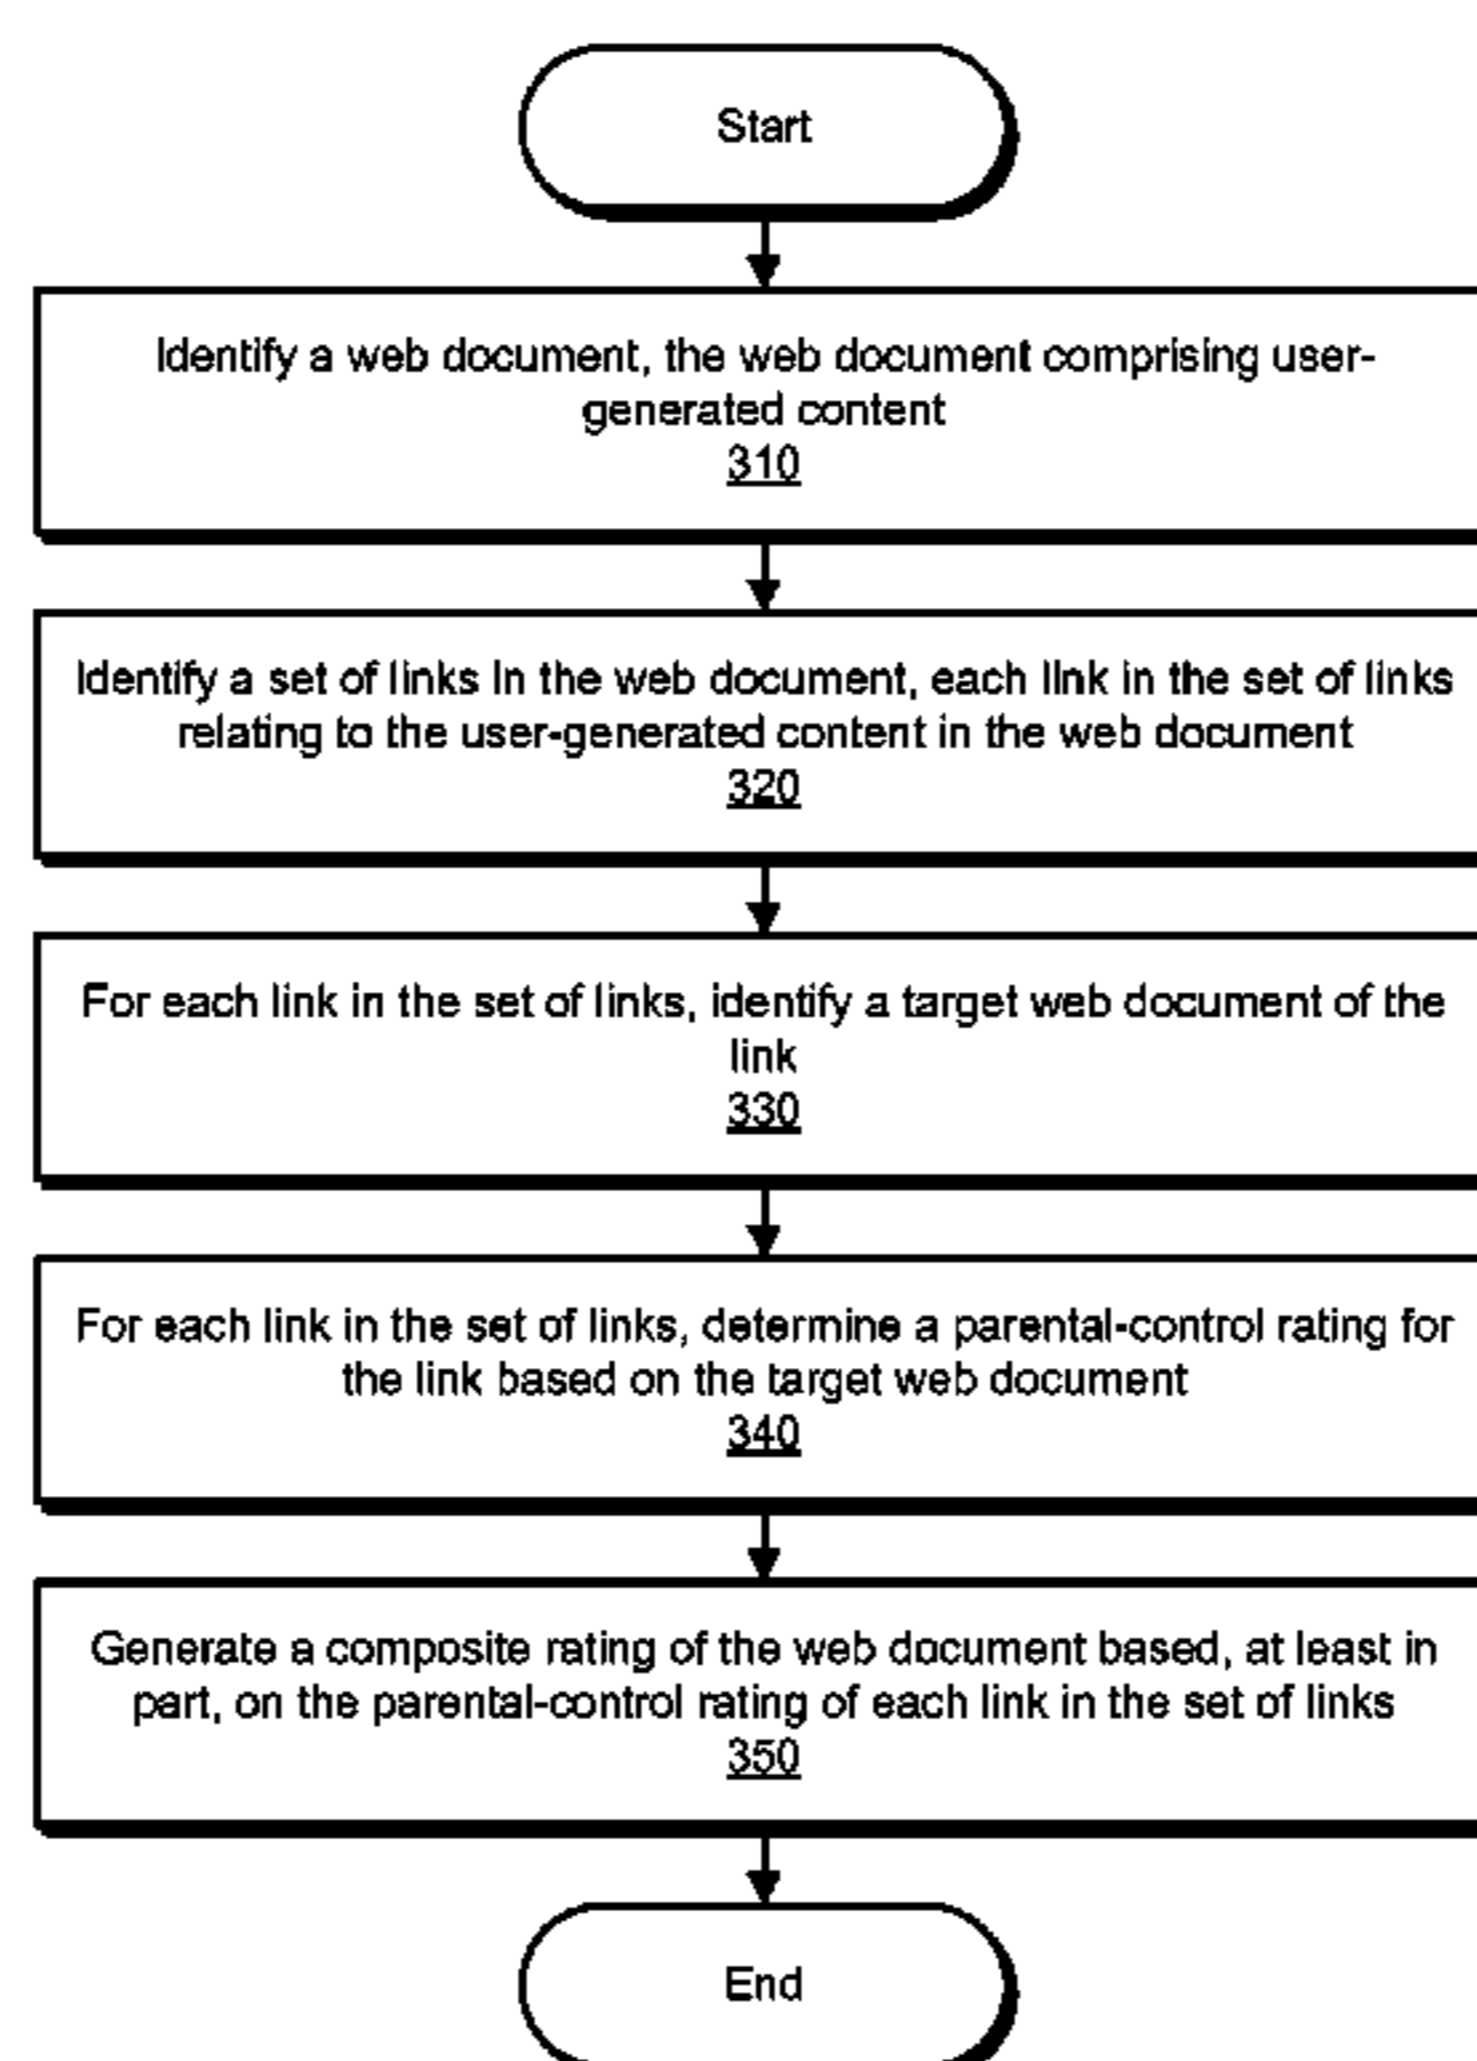 Start
Identify a web document, the web document comprising user-
generated content
310
Identify a set of links in the web document, each link in the set of links
relating to the user-generated content in the web document
320
For each link in the set of links, identify a target web document of the
link
330
For each link in the set of links, determine a parental-control rating for
the link based on the target web document
340
Generate a composite rating of the web document based, at least in
part, on the parental-control rating of each link in the set of links
350
End